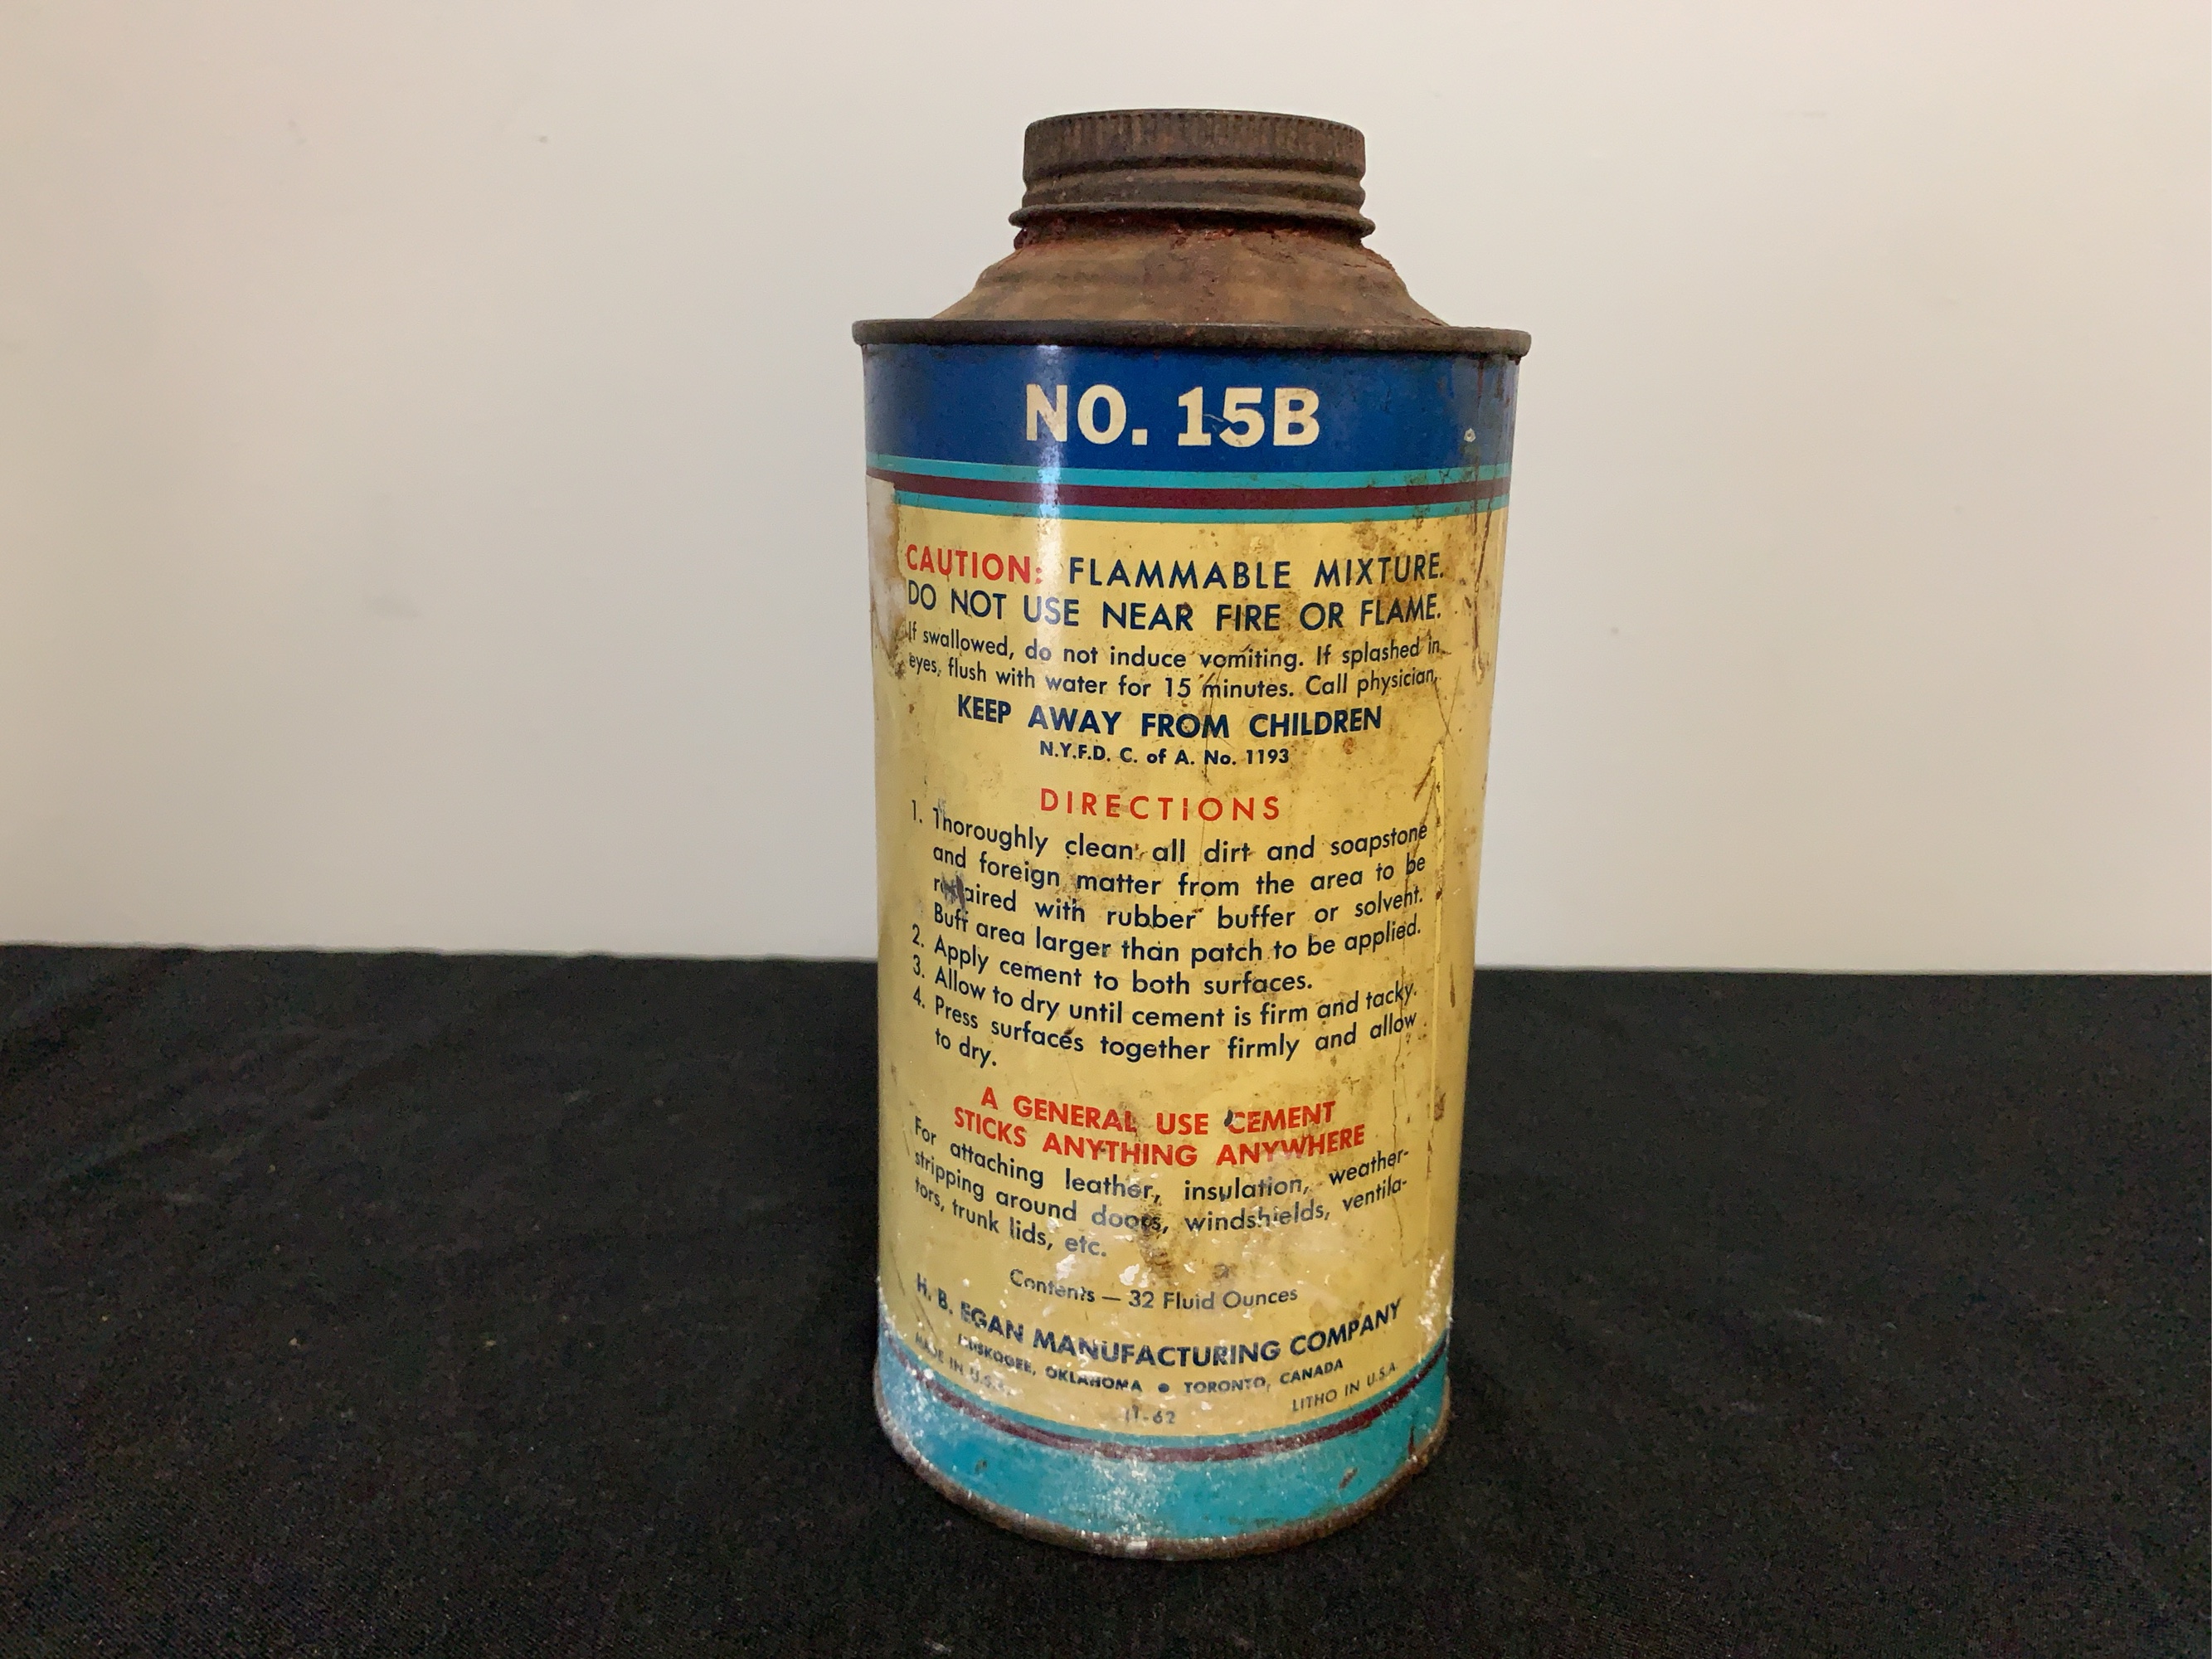 NO. 15B
CAUTION: FLAMMABLE MIXTURE.
DO NOT USE NEAR FIRE OR FLAME.
If swallowed, do not induce vomiting. If splashed in
eyes, flush with water for 15 minutes. Call physician.
KEEP AWAY FROM CHILDREN
N.Y.F.D. C. of A. No. 1193
DIRECTIONS
1. Thoroughly clean all dirt and soapstone
and foreign matter from the area to be
repaired with rubber buffer or solvent.
Buff area larger than patch to be applied.
2. Apply cement to both surfaces.
3. Allow to dry until cement is firm and tacky.
4. Press surfaces together firmly and allow
to dry.
A GENERAL USE CEMENT
STICKS ANYTHING ANYWHERE
For attaching leather, insulation, weather-
stripping around doors, windshields, ventila-
tors, trunk lids, etc.
Contents — 32 Fluid Ounces
H. B. EGAN MANUFACTURING COMPANY
MUSKOGEE, OKLAHOMA • TORONTO, CANADA
MADE IN U.S.A. LITHO IN U.S.A.
11-62